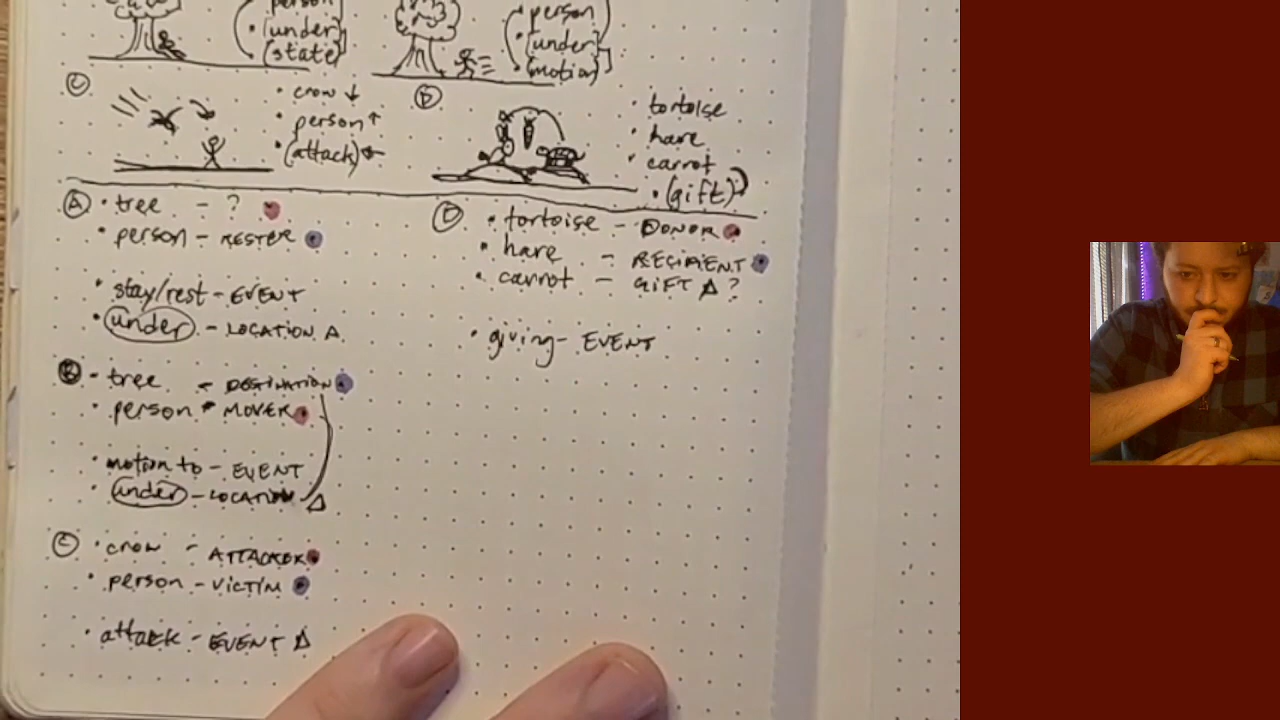 person
• (under)
(state)
• person
• (under)
(motion)
C
• crow ↓
• person ↑
• (attack) ←
D
• tortoise
• hare
• carrot
• (gift)
A • tree - ?
• person - RESTER
• stay/rest - EVENT
• under - LOCATION Δ
B - tree - DESTINATION
• person - MOVER
• motion to - EVENT
• under - LOCATION Δ
C • crow - ATTACKER
• person - VICTIM
• attack - EVENT Δ
D • tortoise - DONOR
• hare - RECIPIENT
• carrot - GIFT Δ ?
• giving - EVENT